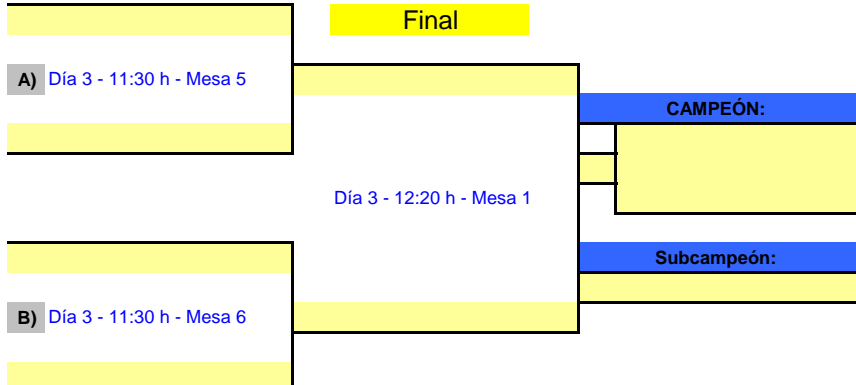 Final
A) Día 3 - 11:30 h - Mesa 5
CAMPEÓN:
Día 3 - 12:20 h - Mesa 1
Subcampeón:
B) Día 3 - 11:30 h - Mesa 6